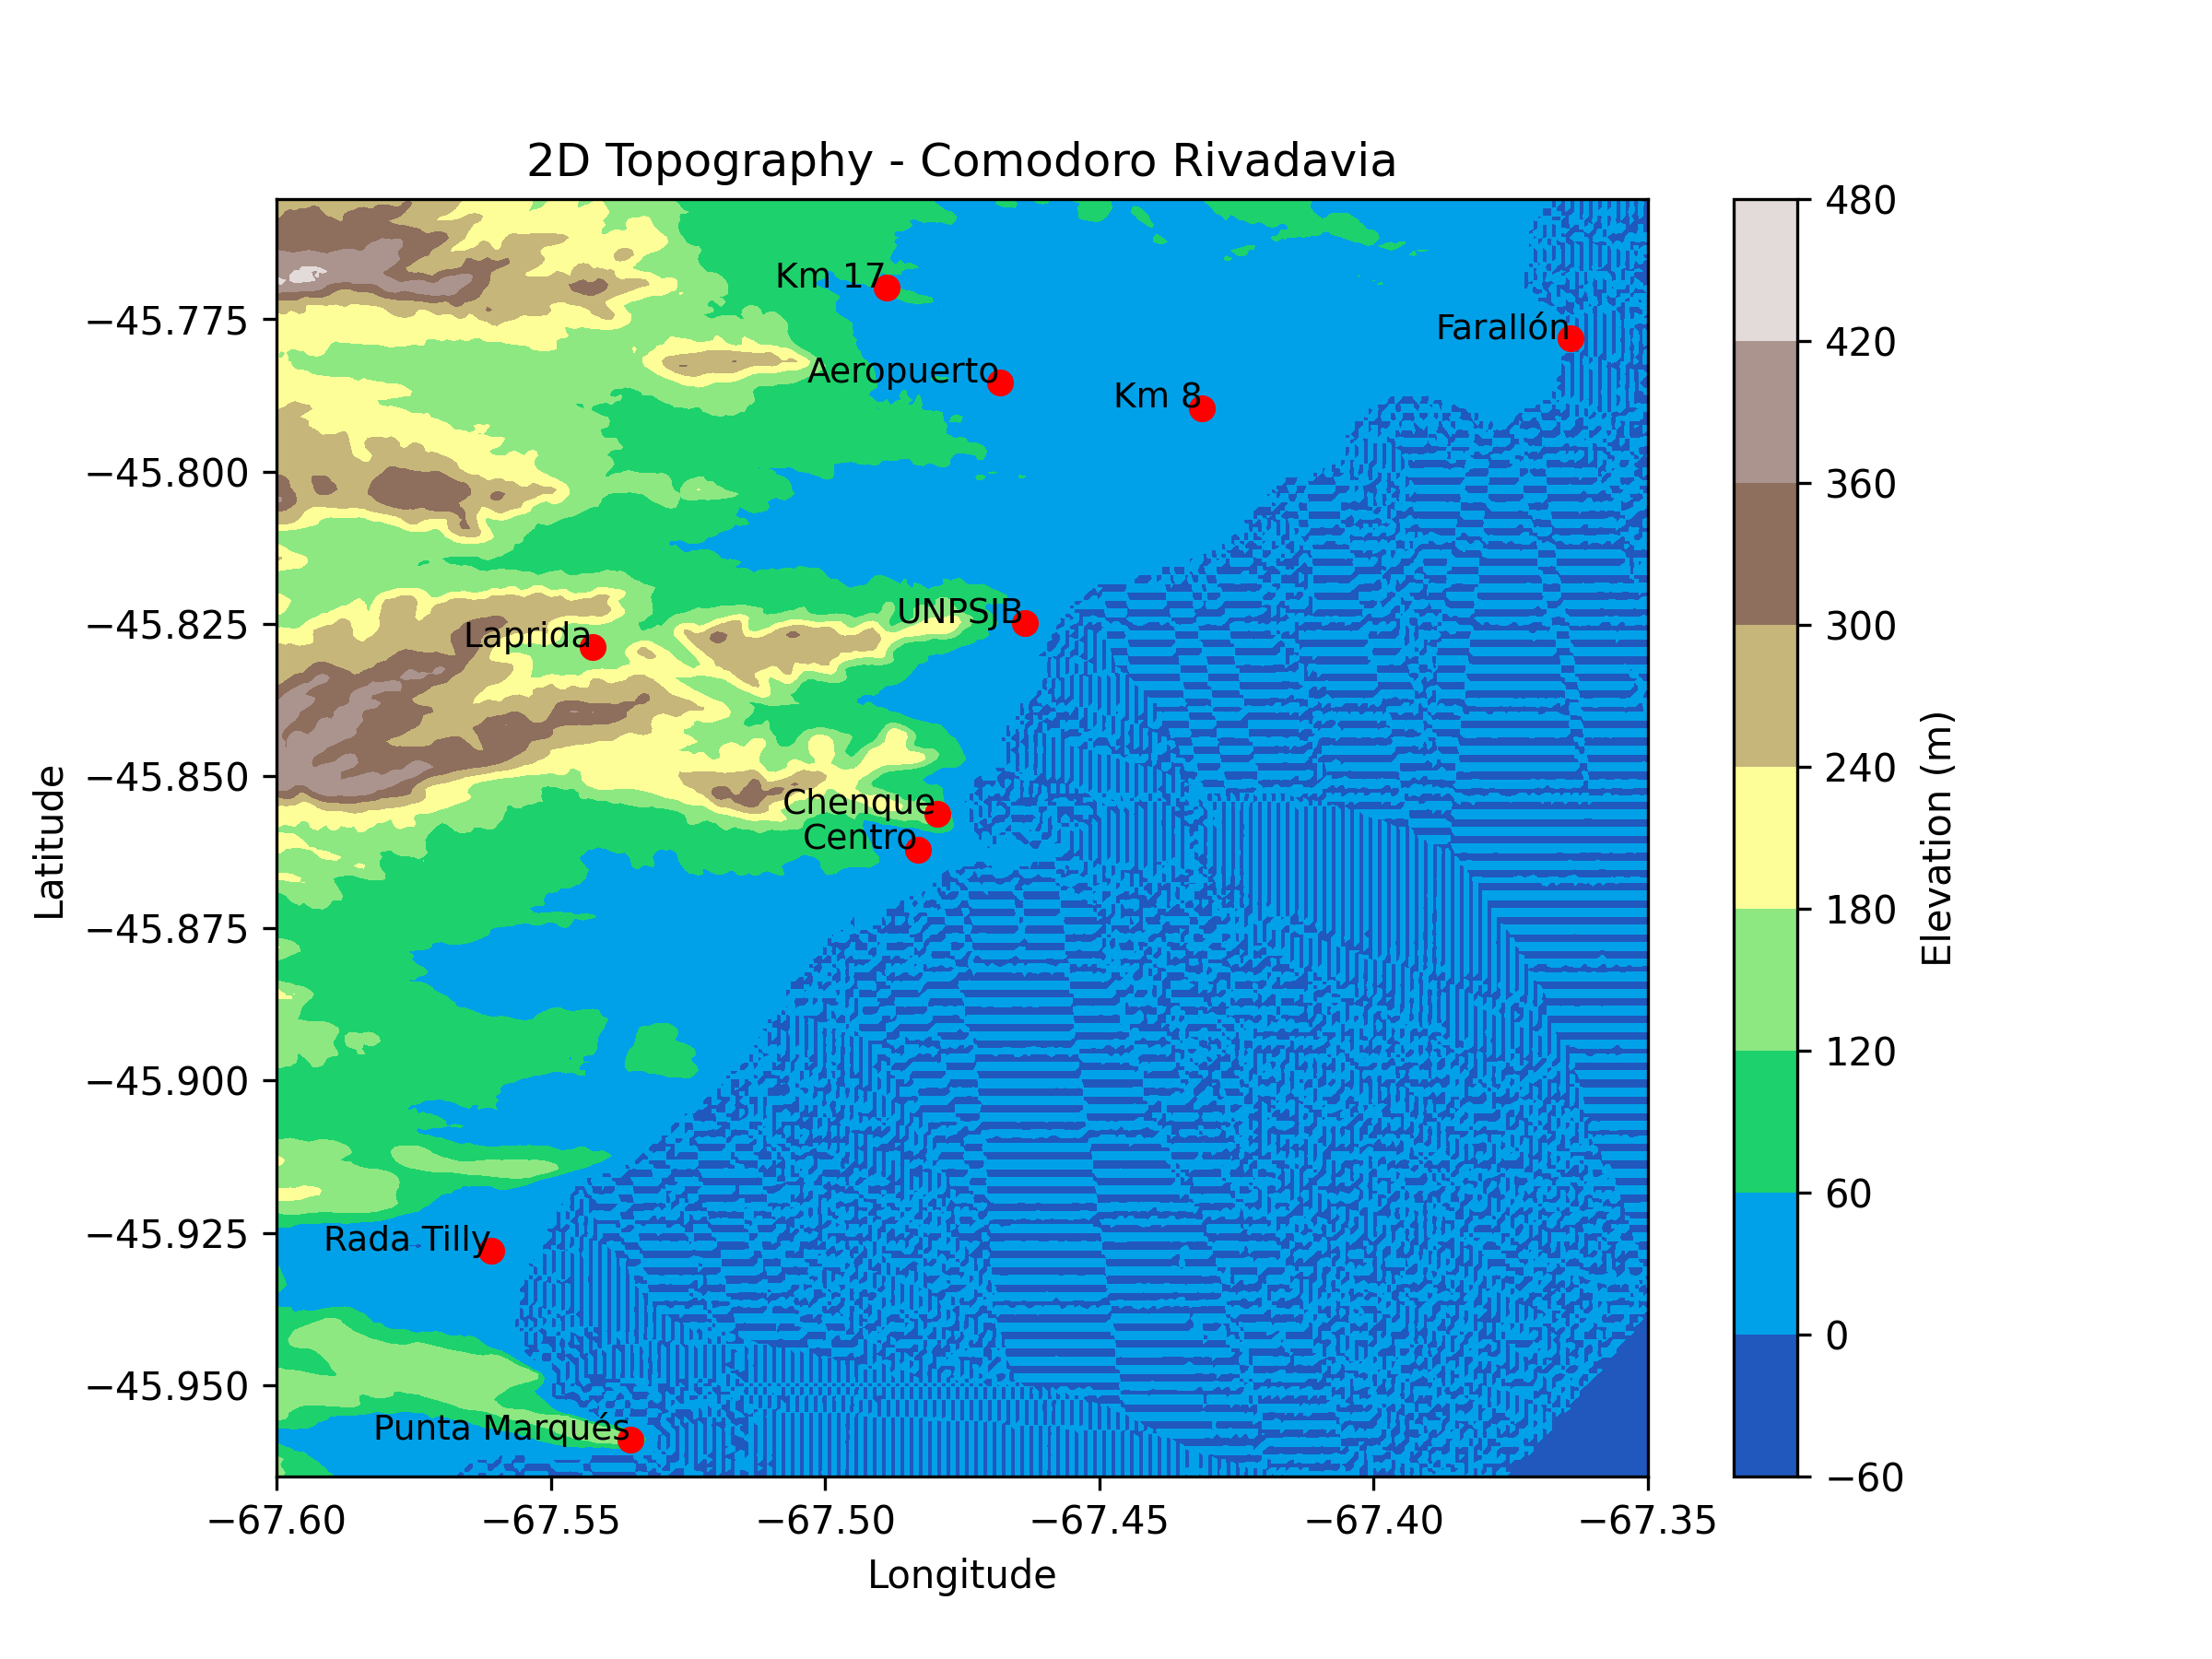 2D Topography - Comodoro Rivadavia
Km 17
Farallón
Aeropuerto
Km 8
UNPSJB
Laprida
Chenque
Centro
Rada Tilly
Punta Marqués
−45.775
−45.800
−45.825
−45.850
−45.875
−45.900
−45.925
−45.950
Latitude
−67.60 −67.55 −67.50 −67.45 −67.40 −67.35
Longitude
480
420
360
300
240
180
120
60
0
−60
Elevation (m)